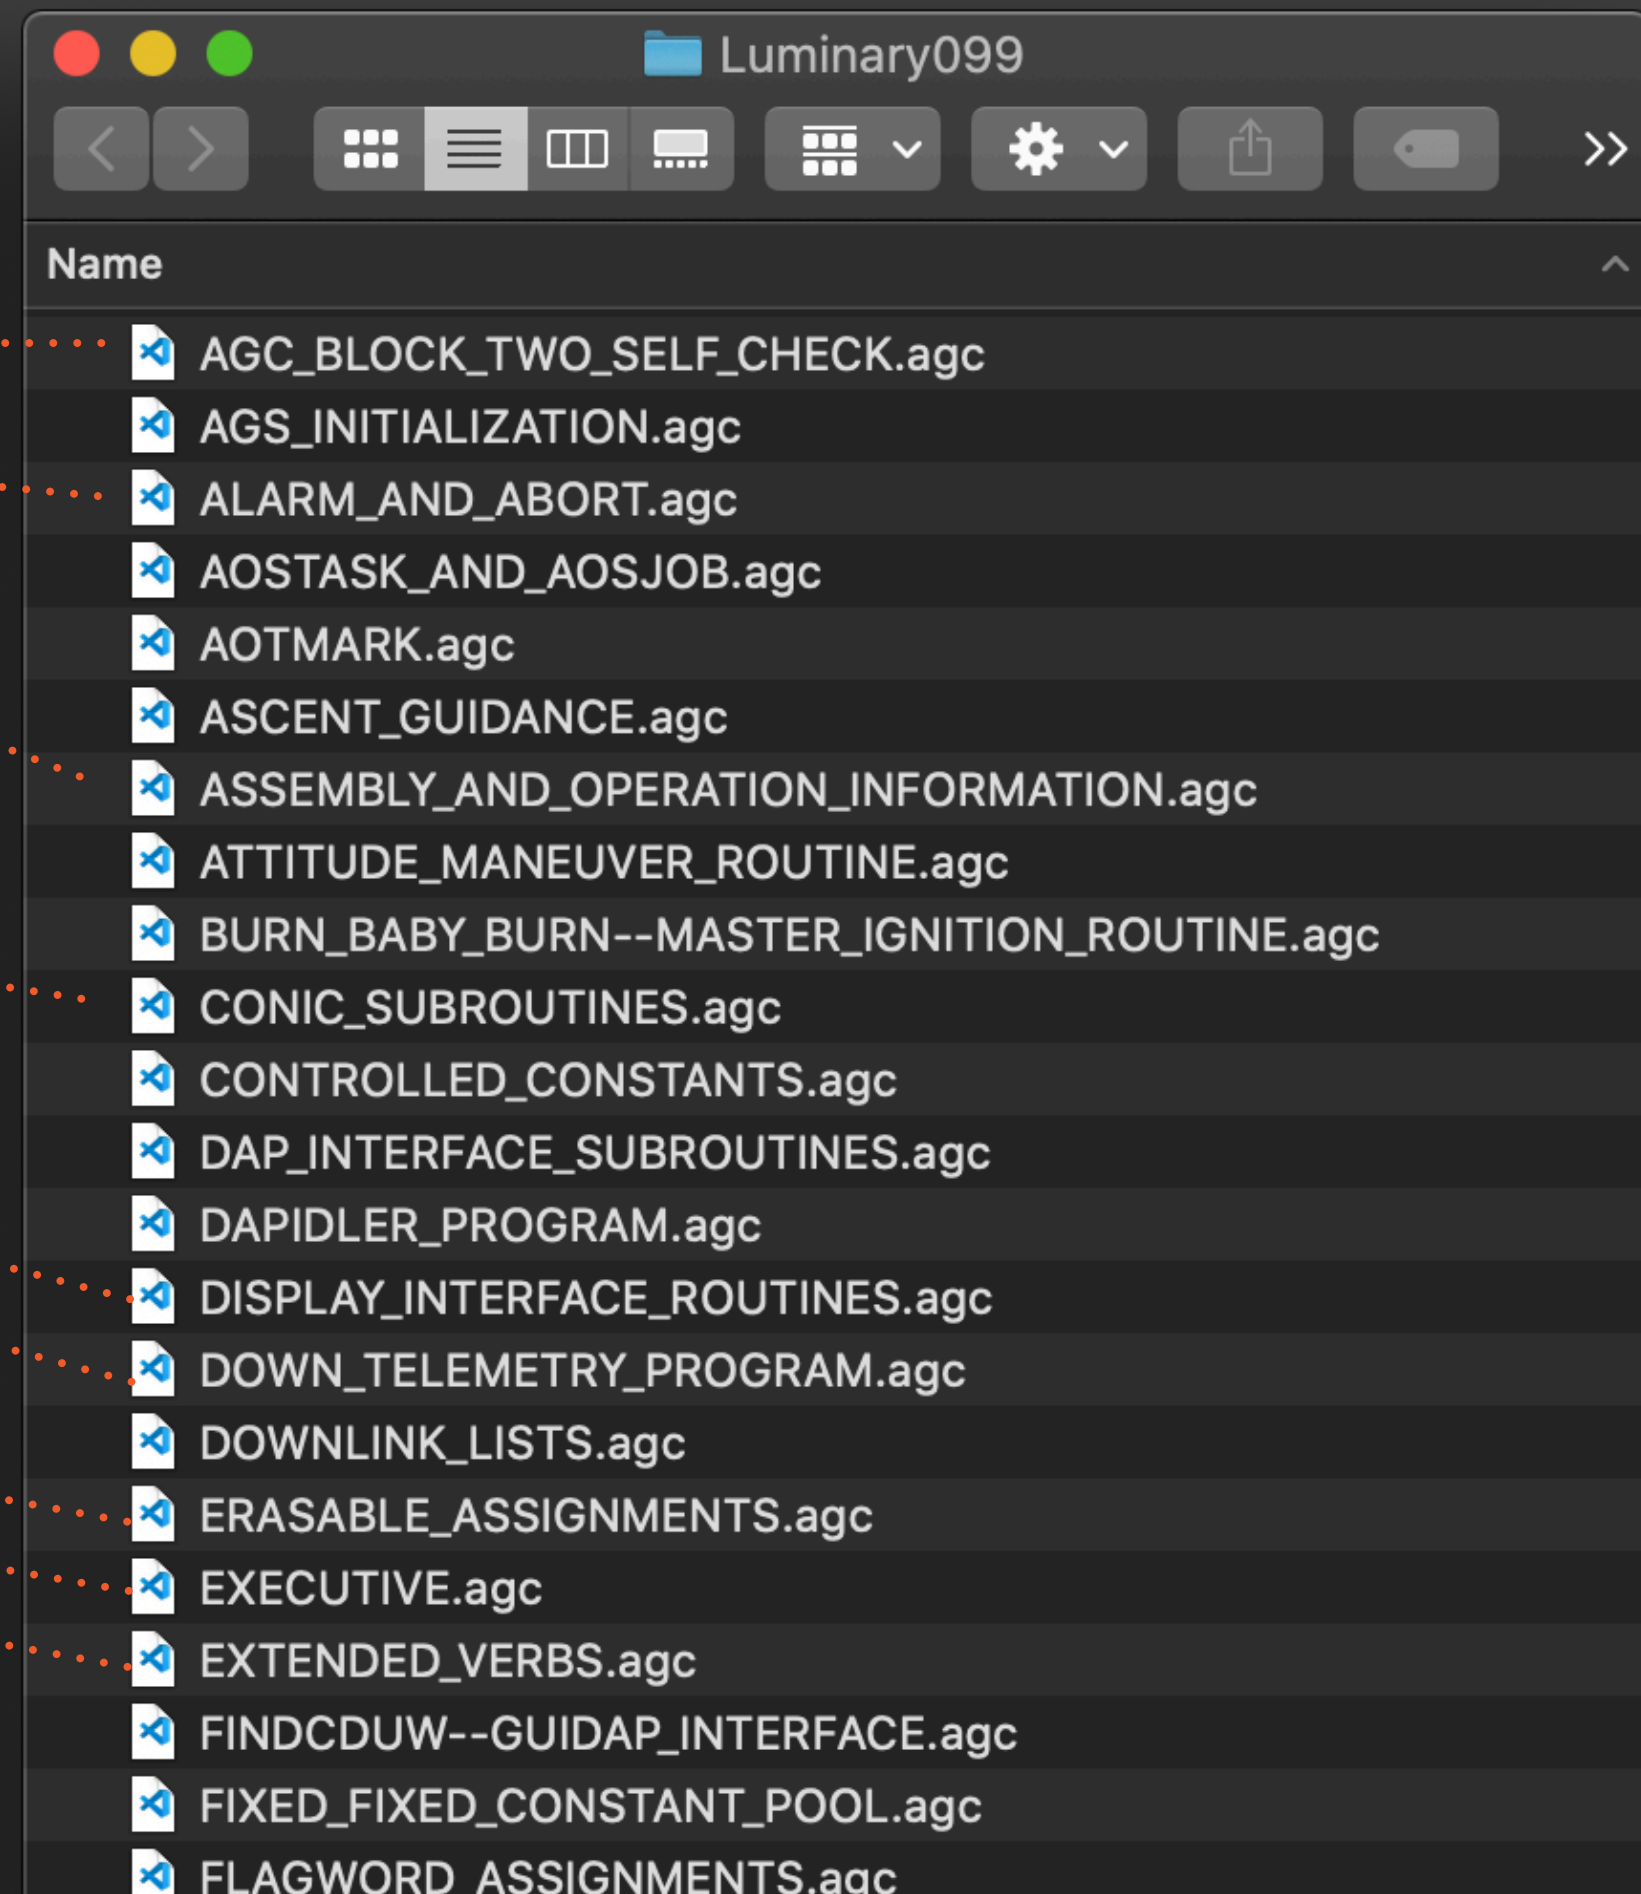 Luminary099
Name
AGC_BLOCK_TWO_SELF_CHECK.agc
AGS_INITIALIZATION.agc
ALARM_AND_ABORT.agc
AOSTASK_AND_AOSJOB.agc
AOTMARK.agc
ASCENT_GUIDANCE.agc
ASSEMBLY_AND_OPERATION_INFORMATION.agc
ATTITUDE_MANEUVER_ROUTINE.agc
BURN_BABY_BURN--MASTER_IGNITION_ROUTINE.agc
CONIC_SUBROUTINES.agc
CONTROLLED_CONSTANTS.agc
DAP_INTERFACE_SUBROUTINES.agc
DAPIDLER_PROGRAM.agc
DISPLAY_INTERFACE_ROUTINES.agc
DOWN_TELEMETRY_PROGRAM.agc
DOWNLINK_LISTS.agc
ERASABLE_ASSIGNMENTS.agc
EXECUTIVE.agc
EXTENDED_VERBS.agc
FINDCDUW--GUIDAP_INTERFACE.agc
FIXED_FIXED_CONSTANT_POOL.agc
FLAGWORD_ASSIGNMENTS.agc